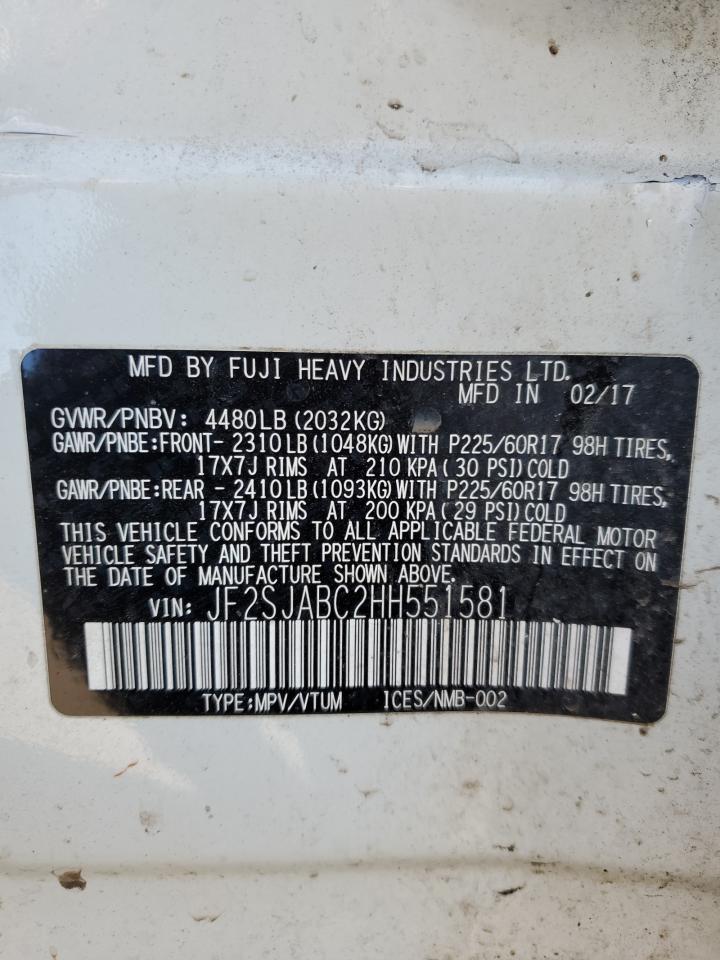 MFD BY FUJI HEAVY INDUSTRIES LTD.
MFD IN 02/17
GVWR/PNBV: 4480LB (2032KG)
GAWR/PNBE:FRONT- 2310LB (1048KG) WITH P225/60R17 98H TIRES,
17X7J RIMS AT 210 KPA ( 30 PSI) COLD
GAWR/PNBE:REAR - 2410LB (1093KG) WITH P225/60R17 98H TIRES,
17X7J RIMS AT 200 KPA ( 29 PSI) COLD
THIS VEHICLE CONFORMS TO ALL APPLICABLE FEDERAL MOTOR
VEHICLE SAFETY AND THEFT PREVENTION STANDARDS IN EFFECT ON
THE DATE OF MANUFACTURE SHOWN ABOVE.
VIN: JF2SJABC2HH551581
TYPE:MPV/VTUM ICES/NMB-002